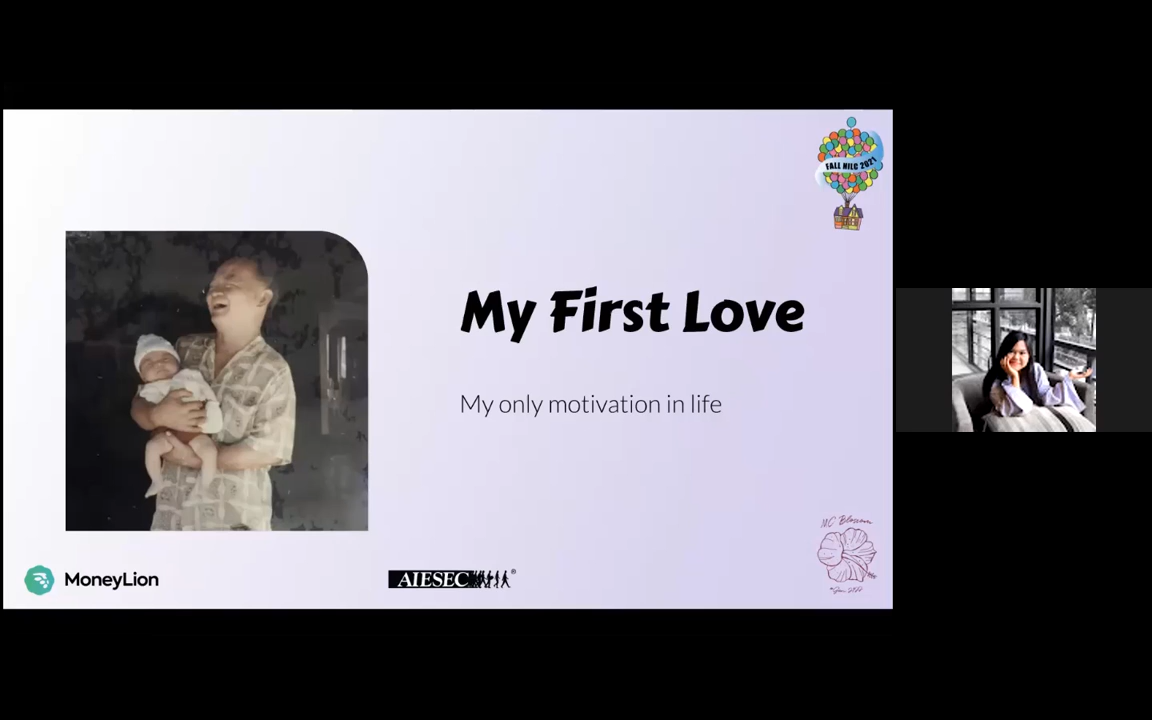 FALL NILC 2021
My First Love
My only motivation in life
MC Blossom
MoneyLion
AIESEC®